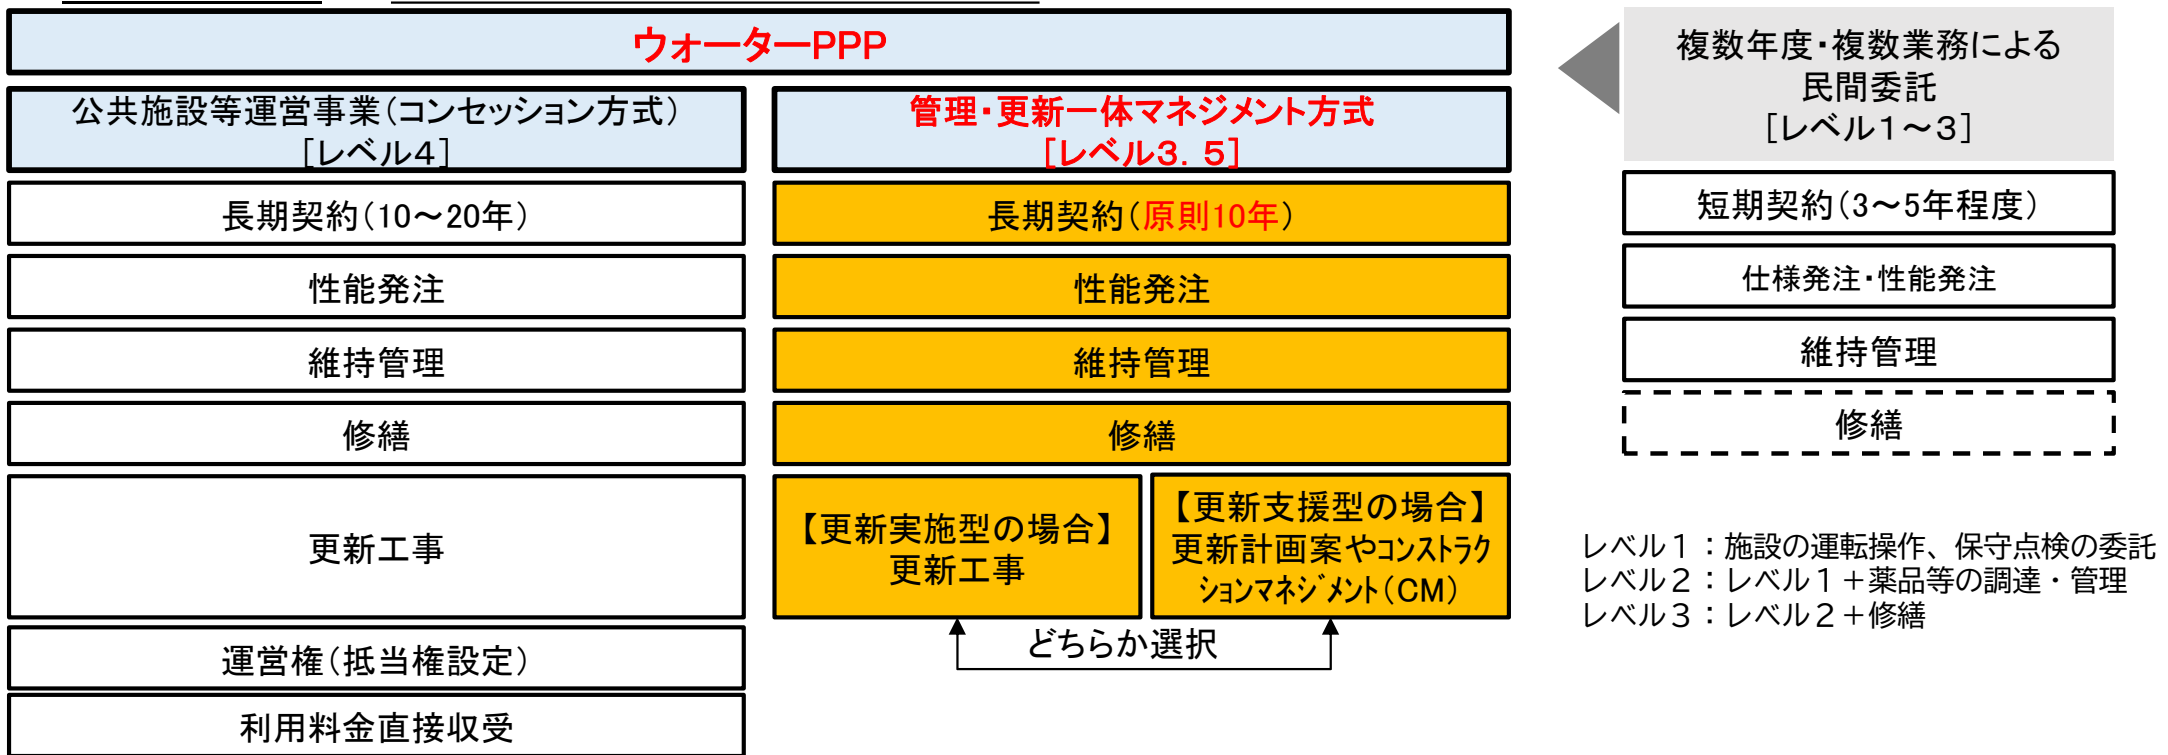 ウォーターPPP
公共施設等運営事業(コンセッション方式)
[レベル4]
長期契約(10～20年)
性能発注
維持管理
修繕
更新工事
運営権(抵当権設定)
利用料金直接収受
管理・更新一体マネジメント方式
[レベル3．5]
長期契約(原則10年)
性能発注
維持管理
修繕
【更新実施型の場合】
更新工事
【更新支援型の場合】
更新計画案やコンストラク
ションマネジメント(CM)
どちらか選択
複数年度・複数業務による
民間委託
[レベル1～3]
短期契約(3～5年程度)
仕様発注・性能発注
維持管理
修繕
レベル１：施設の運転操作、保守点検の委託
レベル２：レベル１＋薬品等の調達・管理
レベル３：レベル２＋修繕